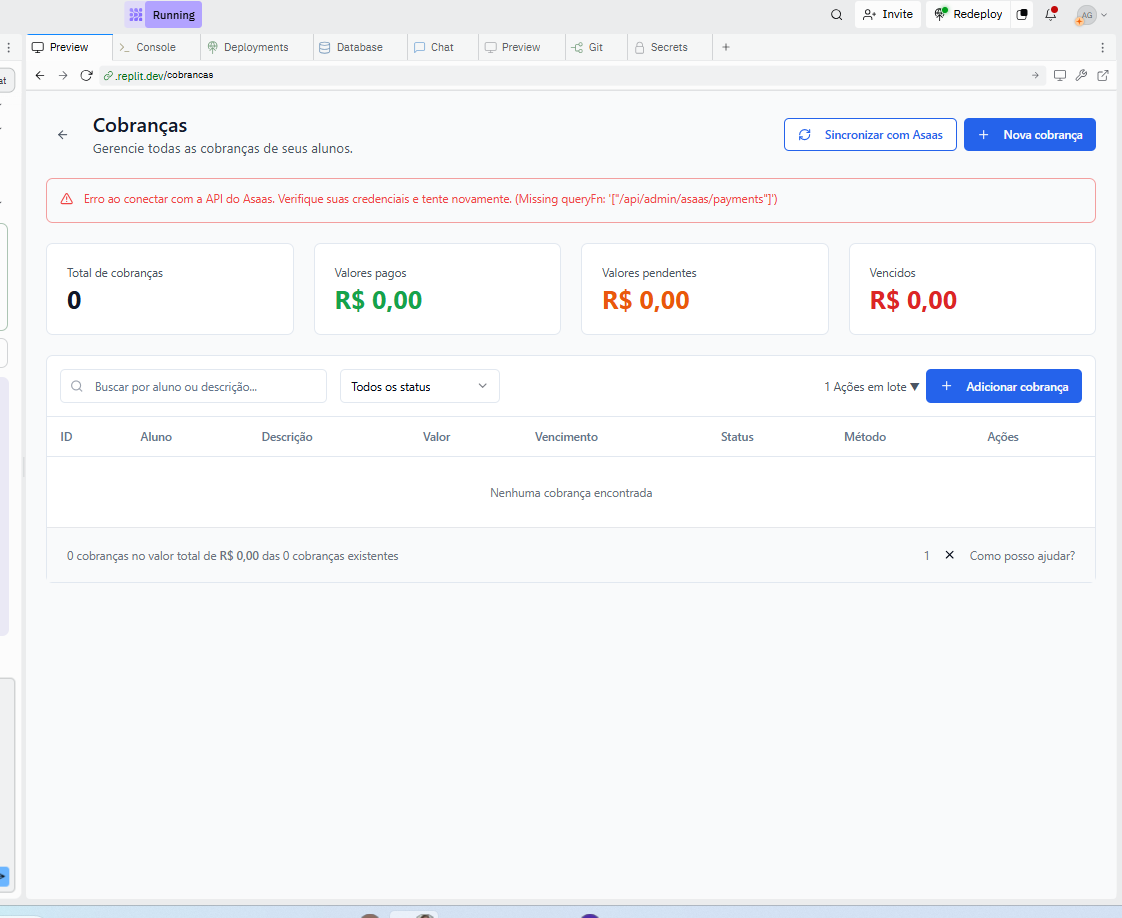 Running
Invite
Redeploy
AG
Preview
Console
Deployments
Database
Chat
Preview
Git
Secrets
at
.replit.dev/cobrancas
Cobranças
Gerencie todas as cobranças de seus alunos.
Sincronizar com Asaas
Nova cobrança
Erro ao conectar com a API do Asaas. Verifique suas credenciais e tente novamente. (Missing queryFn: '["/api/admin/asaas/payments"]')
Total de cobranças
0
Valores pagos
R$ 0,00
Valores pendentes
R$ 0,00
Vencidos
R$ 0,00
Buscar por aluno ou descrição...
Todos os status
1 Ações em lote ▼
Adicionar cobrança
ID Aluno Descrição Valor Vencimento Status Método Ações
Nenhuma cobrança encontrada
0 cobranças no valor total de R$ 0,00 das 0 cobranças existentes
1 ✕ Como posso ajudar?